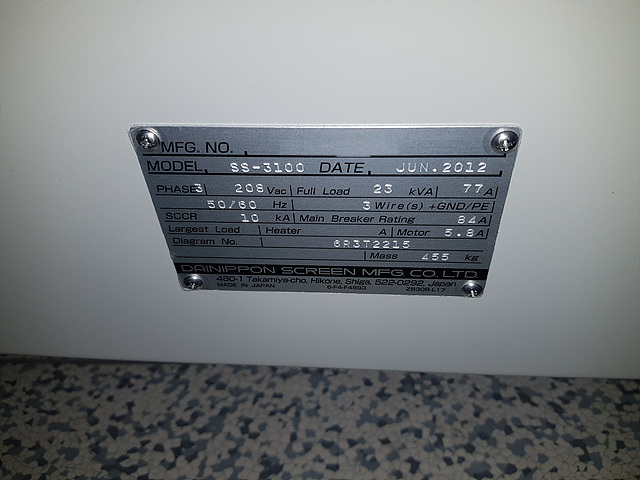 MFG. NO.
MODEL SS-3100 DATE JUN.2012
PHASE 3 208 Vac Full Load 23 kVA 77 A
50/60 Hz 3 Wire(s) +GND/PE
SCCR 10 kA Main Breaker Rating 84 A
Largest Load Heater A Motor 5.8 A
Diagram No. 6R3T2215
Mass 455 kg
DAINIPPON SCREEN MFG.CO.,LTD.
480-1 Takamiya-cho, Hikone, Shiga, 522-0292, Japan
MADE IN JAPAN